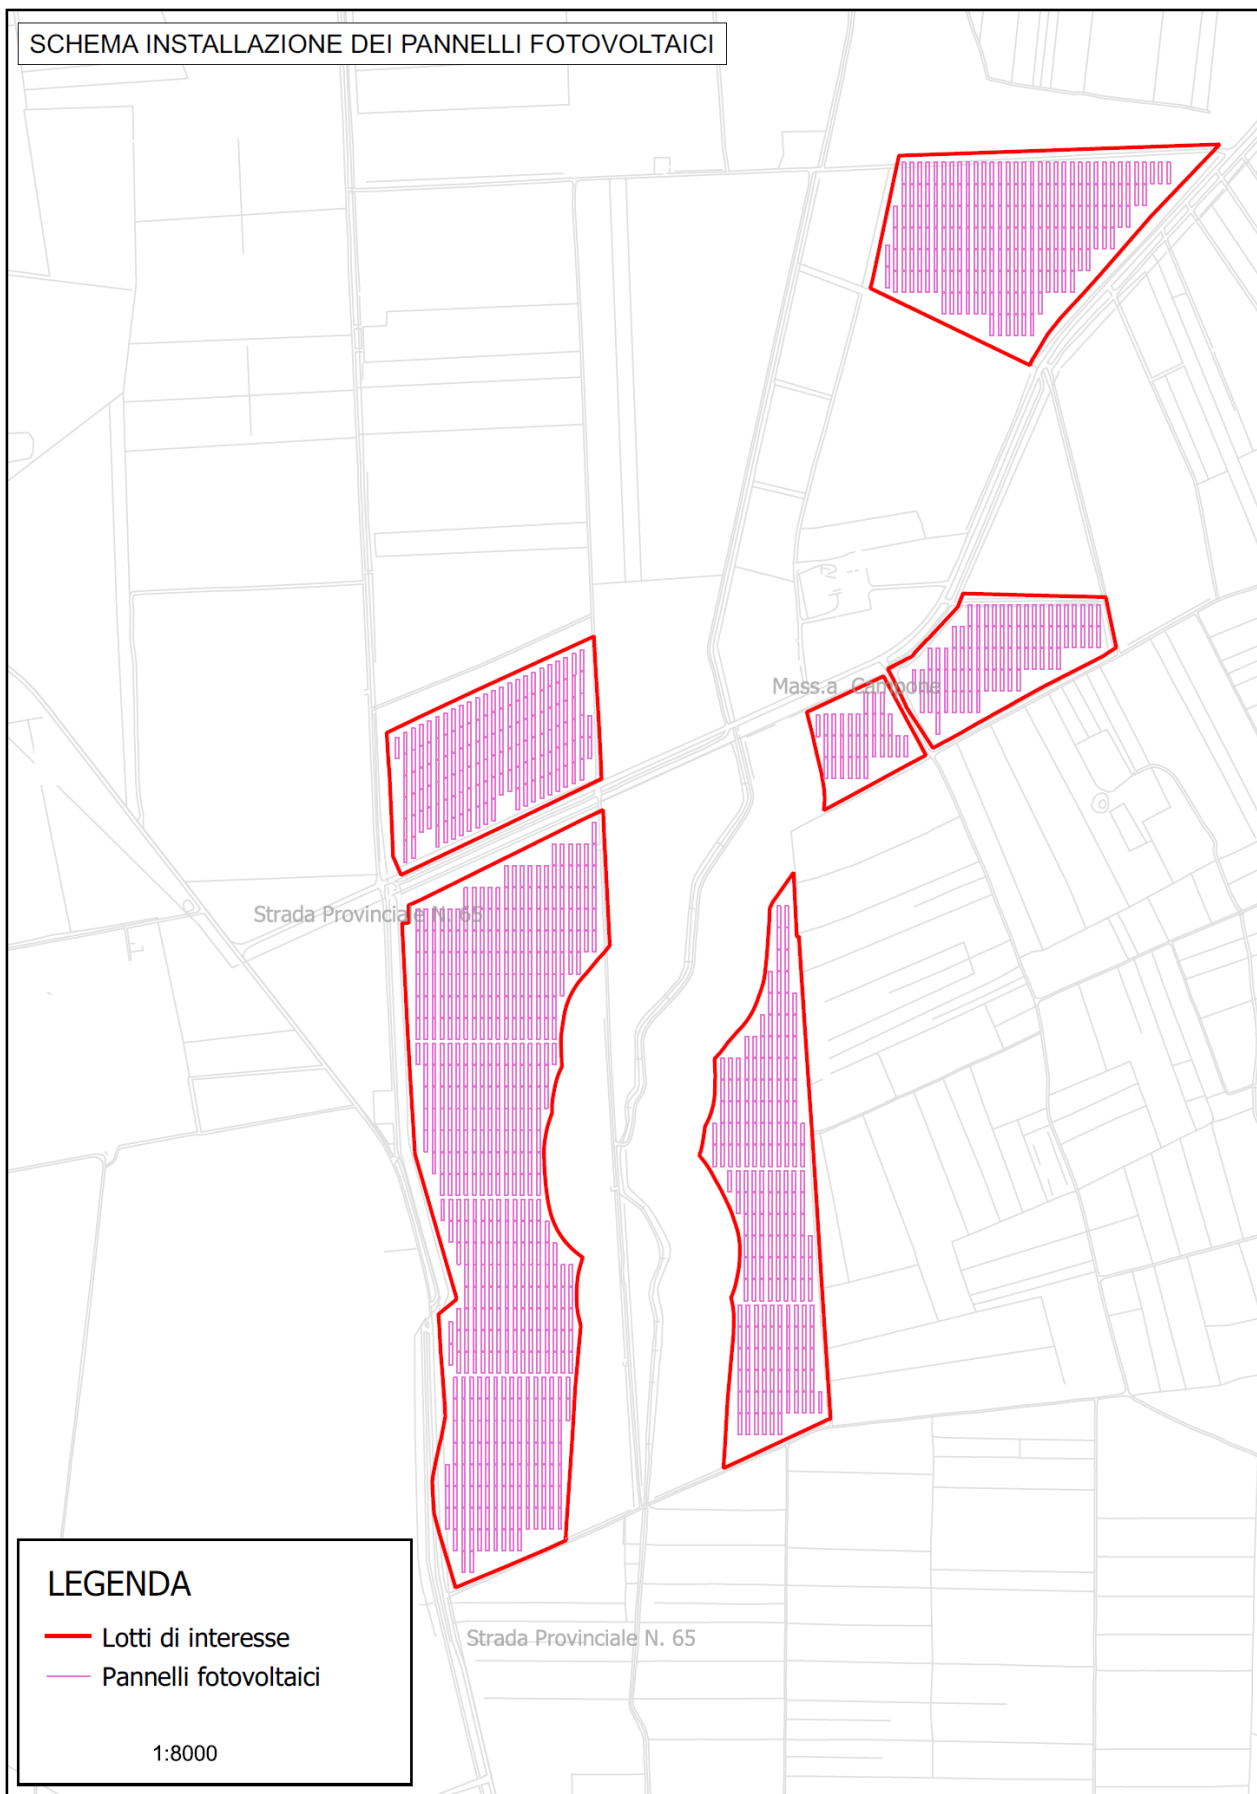 SCHEMA INSTALLAZIONE DEI PANNELLI FOTOVOLTAICI
Mass.a Campone
Strada Provinciale N. 65
LEGENDA
Lotti di interesse
Pannelli fotovoltaici
1:8000
Strada Provinciale N. 65